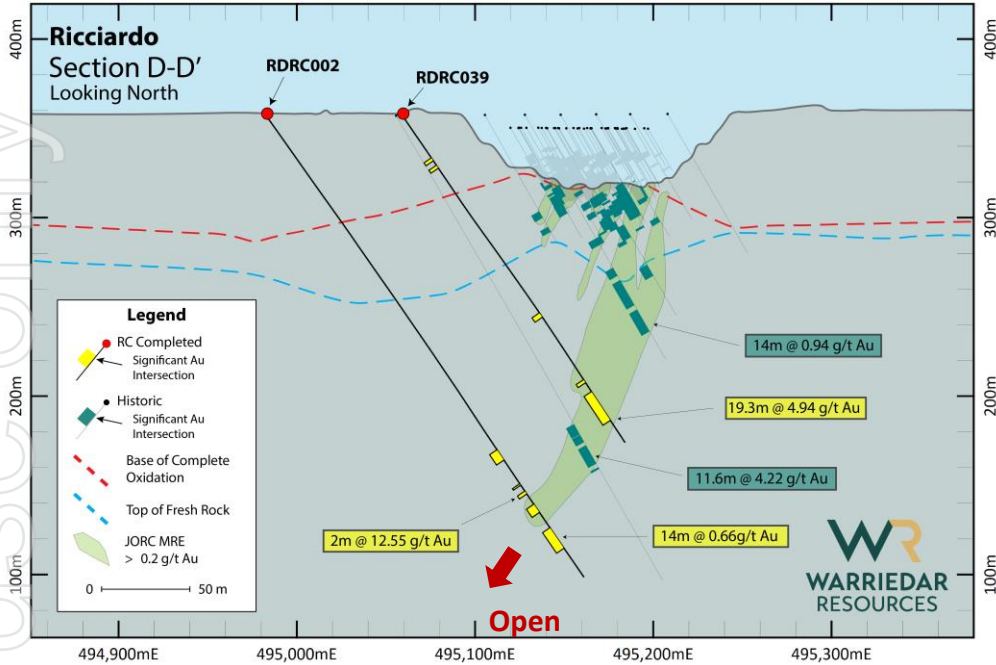 Ricciardo
Section D-D'
Looking North
RDRC002
RDRC039
400m
300m
200m
100m
400m
300m
200m
100m
Legend
RC Completed
Significant Au
Intersection
Historic
Significant Au
Intersection
Base of Complete
Oxidation
Top of Fresh Rock
JORC MRE
> 0.2 g/t Au
0 50 m
14m @ 0.94 g/t Au
19.3m @ 4.94 g/t Au
11.6m @ 4.22 g/t Au
2m @ 12.55 g/t Au
14m @ 0.66g/t Au
Open
WR
WARRIEDAR
RESOURCES
494,900mE
495,000mE
495,100mE
495,200mE
495,300mE